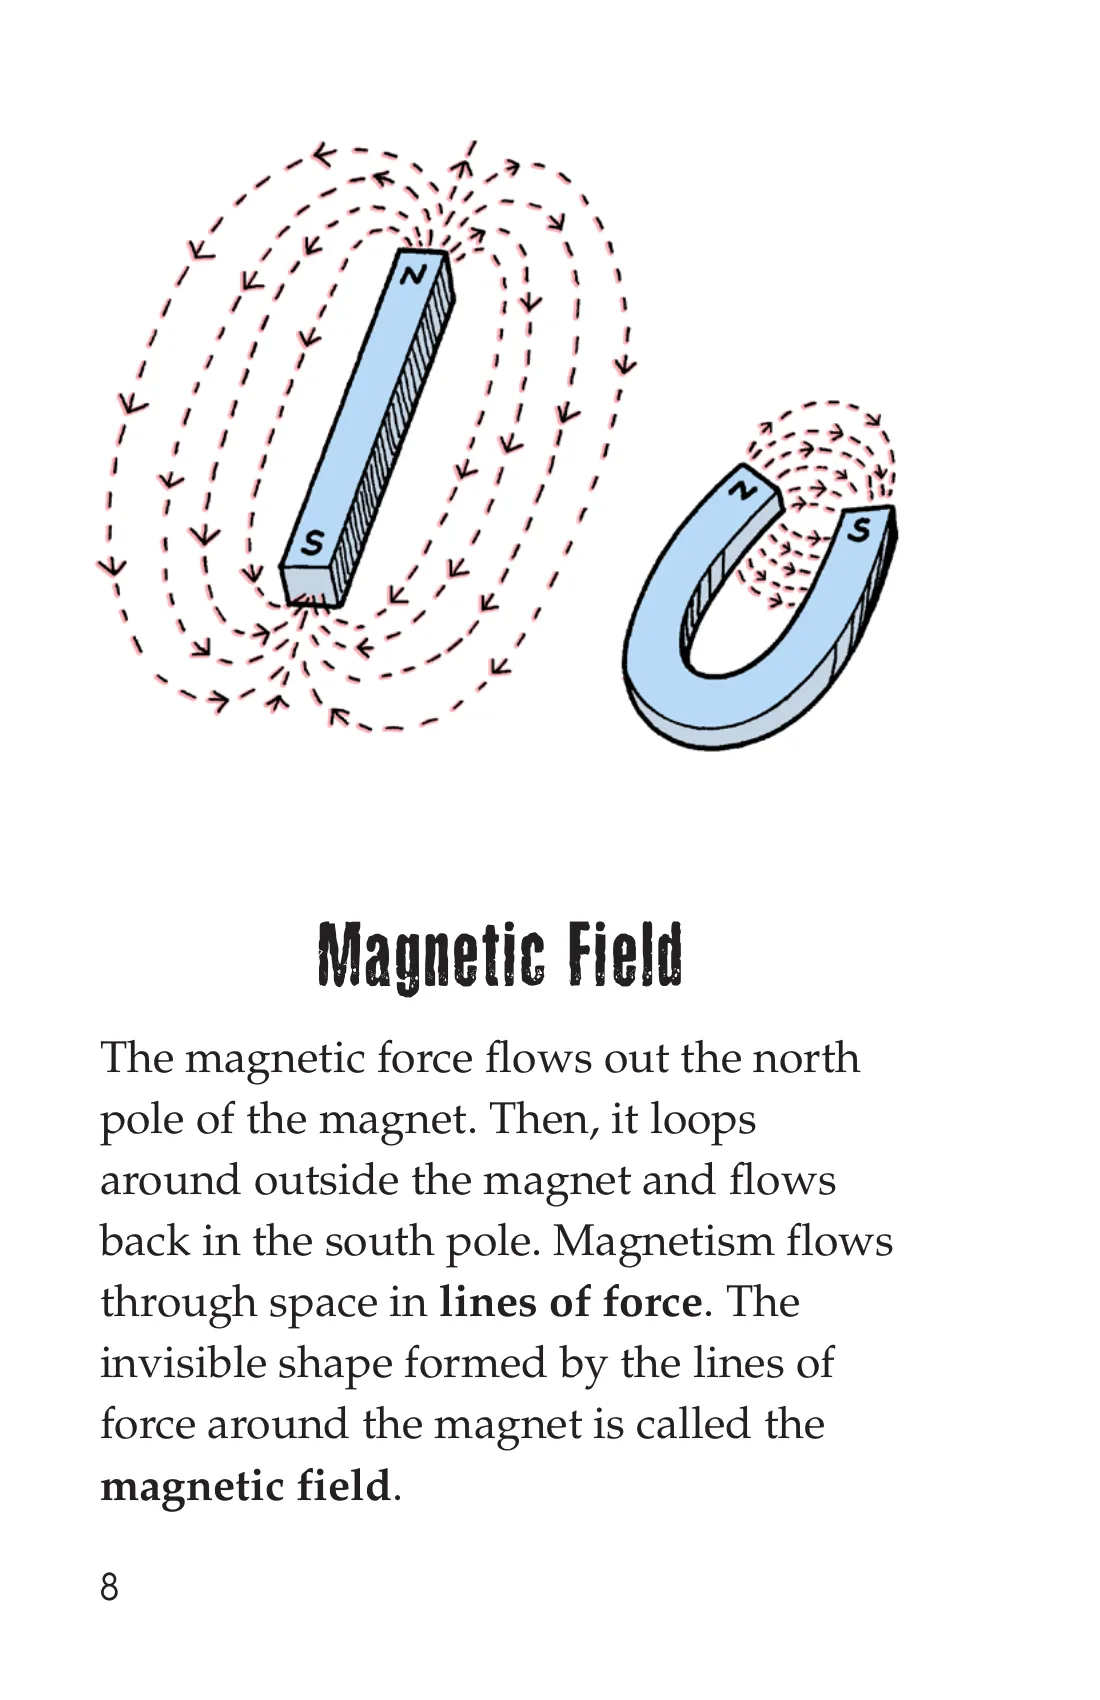 N
S
N
S
Magnetic Field
The magnetic force flows out the north
pole of the magnet. Then, it loops
around outside the magnet and flows
back in the south pole. Magnetism flows
through space in lines of force. The
invisible shape formed by the lines of
force around the magnet is called the
magnetic field.
8